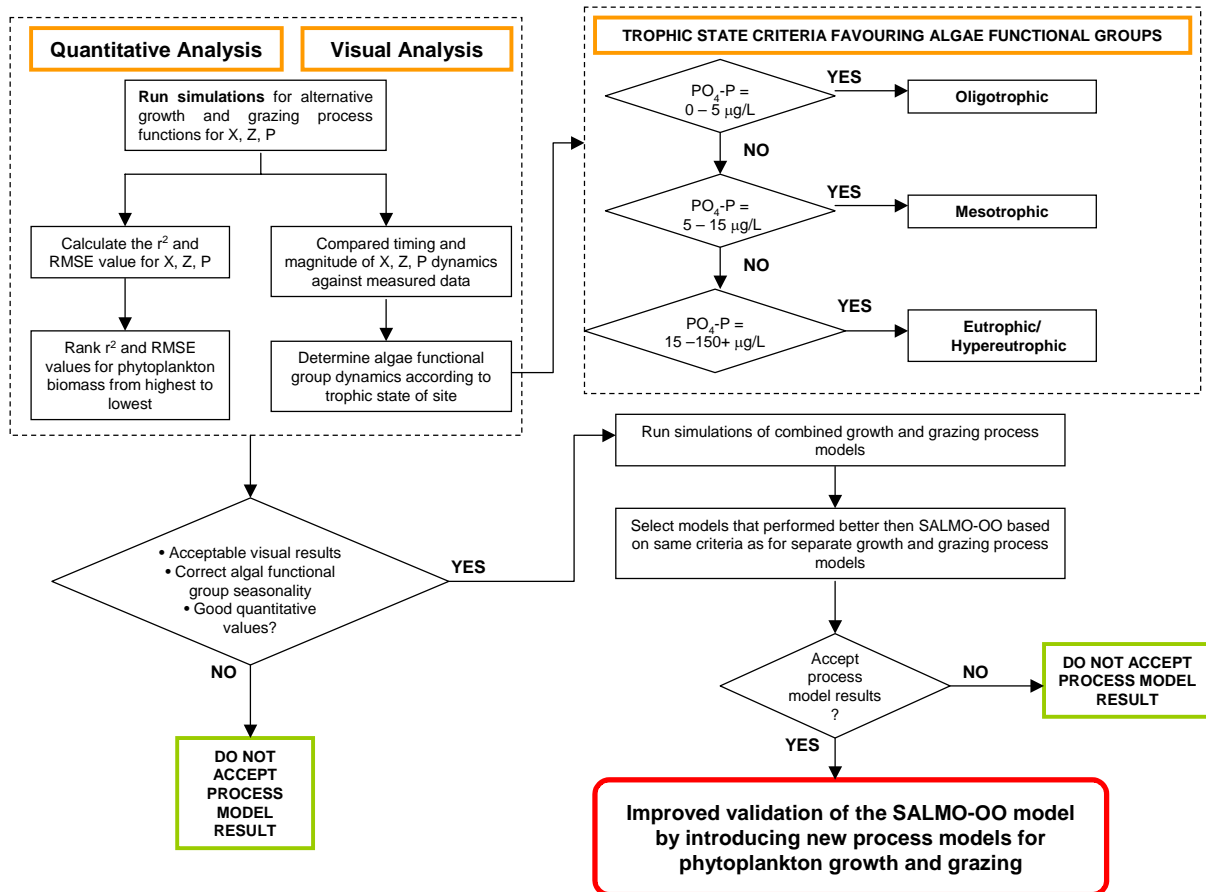 Quantitative Analysis
Visual Analysis
Run simulations for alternative
growth and grazing process
functions for X, Z, P
Calculate the r² and
RMSE value for X, Z, P
Rank r² and RMSE
values for phytoplankton
biomass from highest to
lowest
Compared timing and
magnitude of X, Z, P dynamics
against measured data
Determine algae functional
group dynamics according to
trophic state of site
TROPHIC STATE CRITERIA FAVOURING ALGAE FUNCTIONAL GROUPS
PO₄-P =
0 – 5 µg/L
YES
Oligotrophic
NO
PO₄-P =
5 – 15 µg/L
YES
Mesotrophic
NO
PO₄-P =
15 –150+ µg/L
YES
Eutrophic/
Hypereutrophic
• Acceptable visual results
• Correct algal functional
group seasonality
• Good quantitative
values?
YES
NO
DO NOT
ACCEPT
PROCESS
MODEL
RESULT
Run simulations of combined growth and grazing process
models
Select models that performed better then SALMO-OO based
on same criteria as for separate growth and grazing process
models
Accept
process
model results
?
NO
DO NOT ACCEPT
PROCESS MODEL
RESULT
YES
Improved validation of the SALMO-OO model
by introducing new process models for
phytoplankton growth and grazing